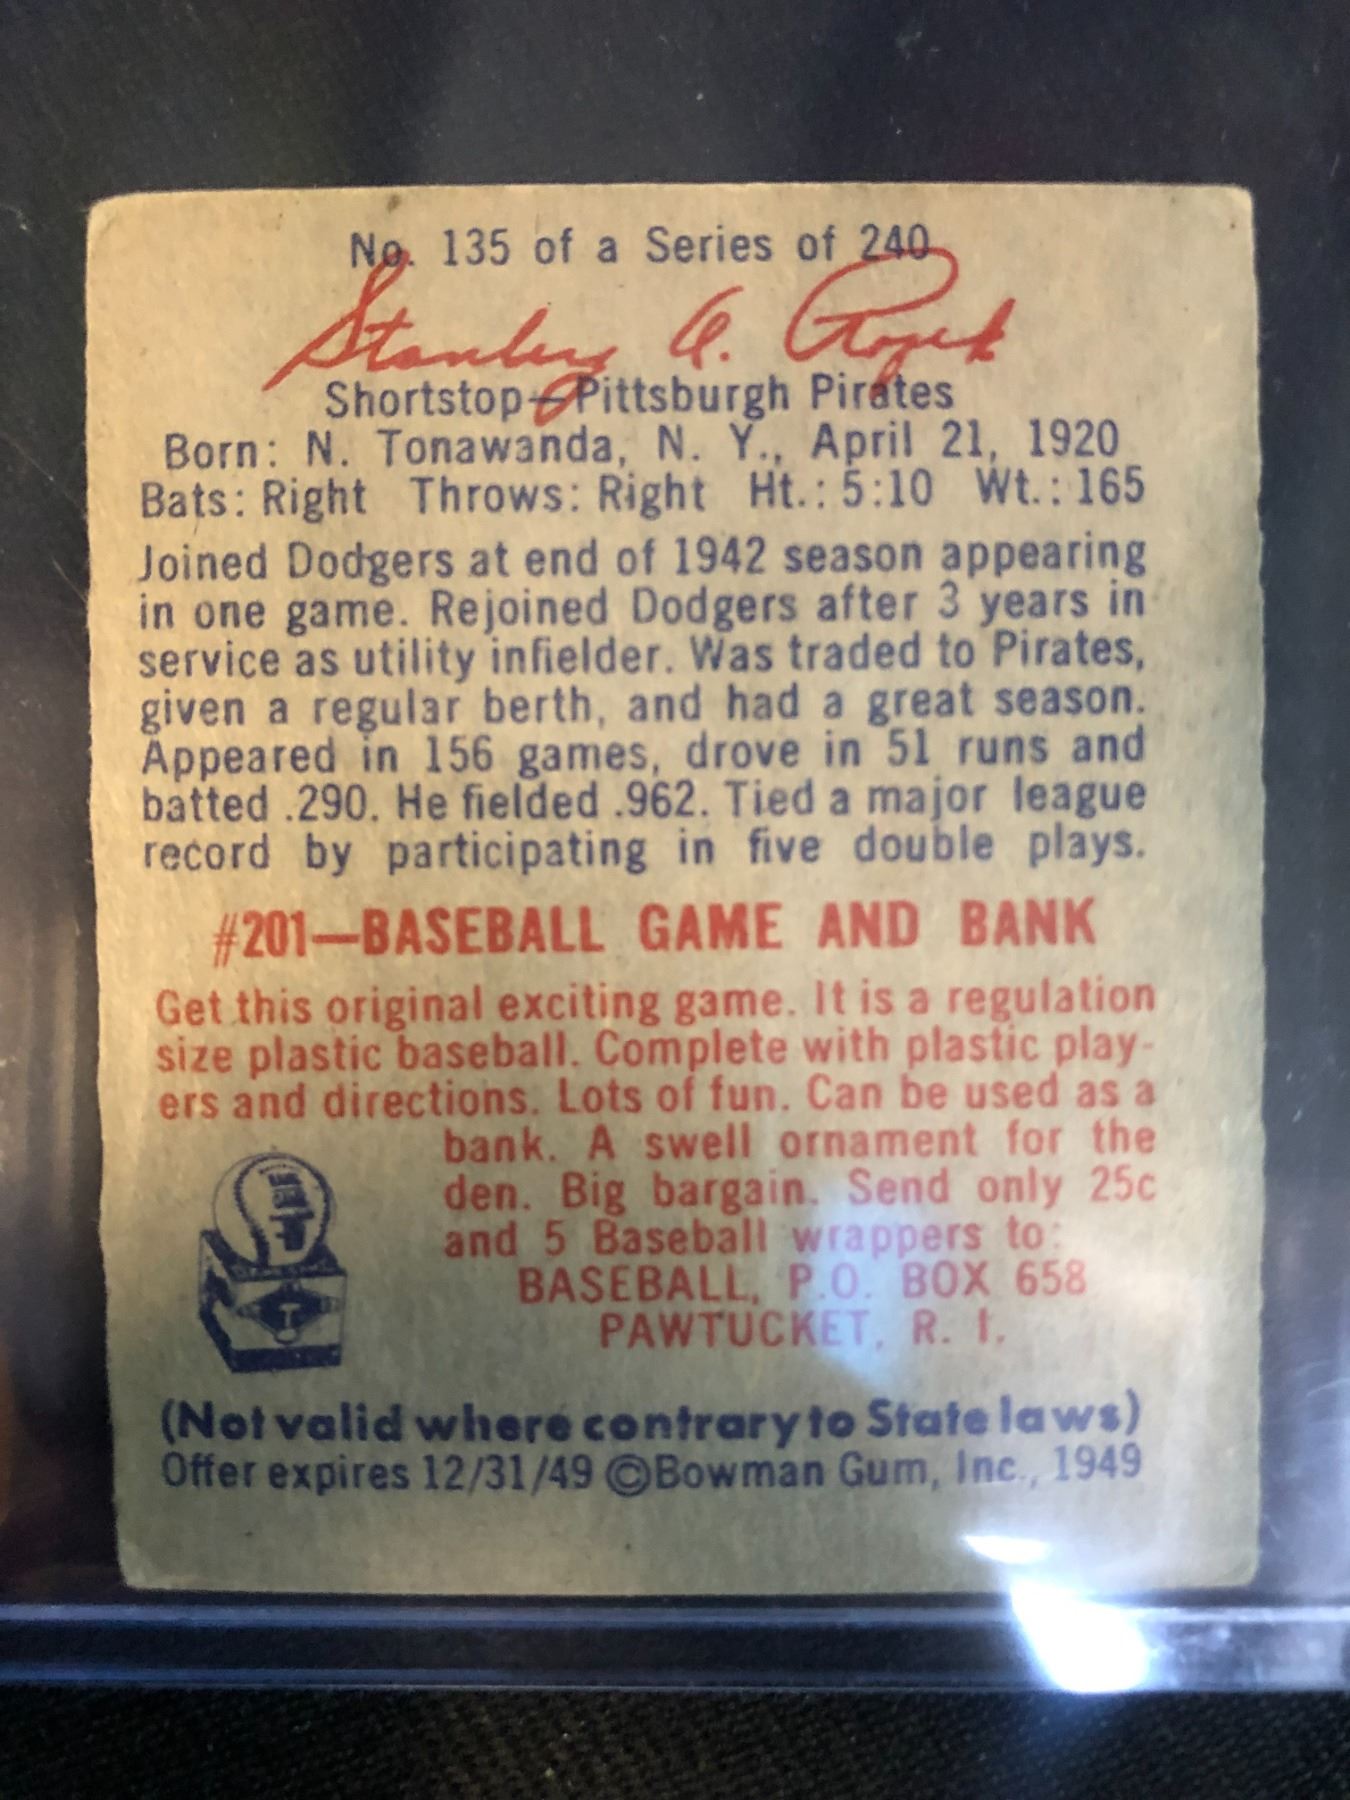 No. 135 of a Series of 240
Stanley G. Rojek
Shortstop—Pittsburgh Pirates
Born: N. Tonawanda, N. Y., April 21, 1920
Bats: Right Throws: Right Ht.: 5:10 Wt.: 165
Joined Dodgers at end of 1942 season appearing
in one game. Rejoined Dodgers after 3 years in
service as utility infielder. Was traded to Pirates,
given a regular berth, and had a great season.
Appeared in 156 games, drove in 51 runs and
batted .290. He fielded .962. Tied a major league
record by participating in five double plays.
#201—BASEBALL GAME AND BANK
Get this original exciting game. It is a regulation
size plastic baseball. Complete with plastic play-
ers and directions. Lots of fun. Can be used as a
bank. A swell ornament for the
den. Big bargain. Send only 25c
and 5 Baseball wrappers to:
BASEBALL, P.O. BOX 658
PAWTUCKET, R. I.
(Not valid where contrary to State laws)
Offer expires 12/31/49 ©Bowman Gum, Inc., 1949